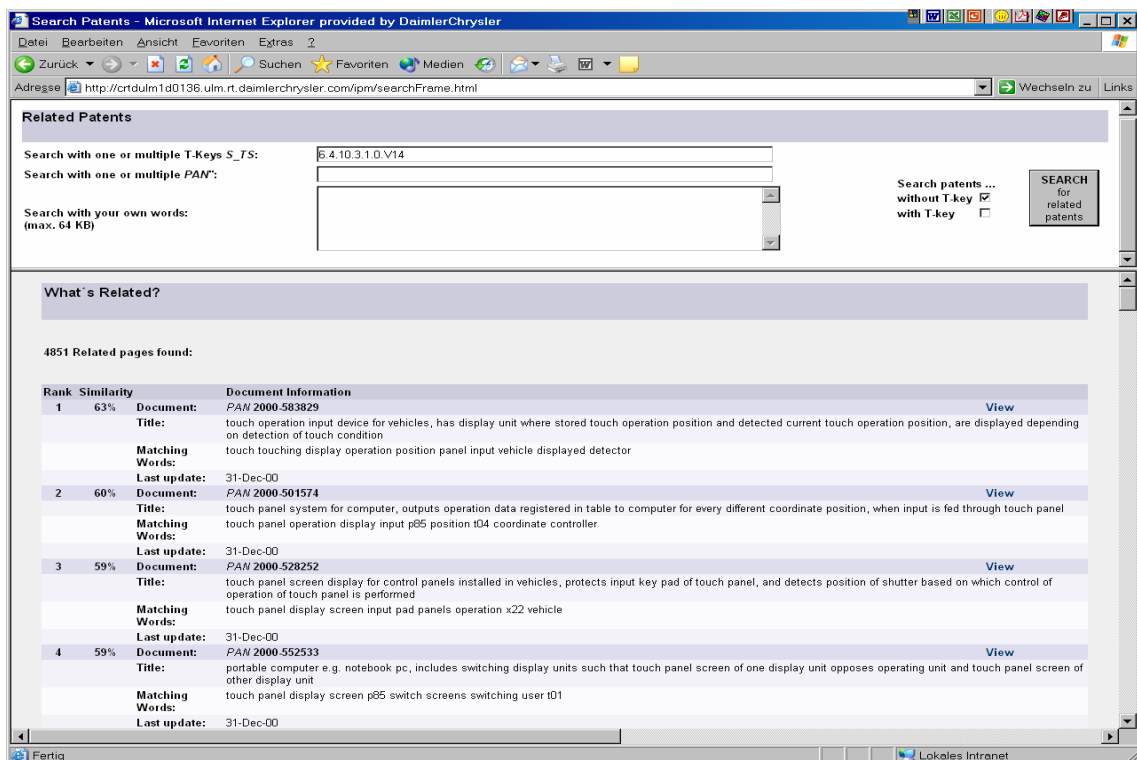 Search Patents - Microsoft Internet Explorer provided by DaimlerChrysler
Datei Bearbeiten Ansicht Favoriten Extras ?
Zurück Suchen Favoriten Medien
Adresse http://crtdulm1d0136.ulm.rt.daimlerchrysler.com/ipm/searchFrame.html Wechseln zu Links
Related Patents
Search with one or multiple T-Keys S_TS: 6.4.10.3.1.0.V14
Search with one or multiple PAN":
Search with your own words:
(max. 64 KB)
Search patents ...
without T-key
with T-key
SEARCH
for
related
patents
What´s Related?
4851 Related pages found:
Rank Similarity Document Information
1 63% Document: PAN 2000-583829 View
Title: touch operation input device for vehicles, has display unit where stored touch operation position and detected current touch operation position, are displayed depending
on detection of touch condition
Matching Words: touch touching display operation position panel input vehicle displayed detector
Last update: 31-Dec-00
2 60% Document: PAN 2000-501574 View
Title: touch panel system for computer, outputs operation data registered in table to computer for every different coordinate position, when input is fed through touch panel
Matching Words: touch panel operation display input p85 position t04 coordinate controller
Last update: 31-Dec-00
3 59% Document: PAN 2000-528252 View
Title: touch panel screen display for control panels installed in vehicles, protects input key pad of touch panel, and detects position of shutter based on which control of
operation of touch panel is performed
Matching Words: touch panel display screen input pad panels operation x22 vehicle
Last update: 31-Dec-00
4 59% Document: PAN 2000-552533 View
Title: portable computer e.g. notebook pc, includes switching display units such that touch panel screen of one display unit opposes operating unit and touch panel screen of
other display unit
Matching Words: touch panel display screen p85 switch screens switching user t01
Last update: 31-Dec-00
Fertig Lokales Intranet